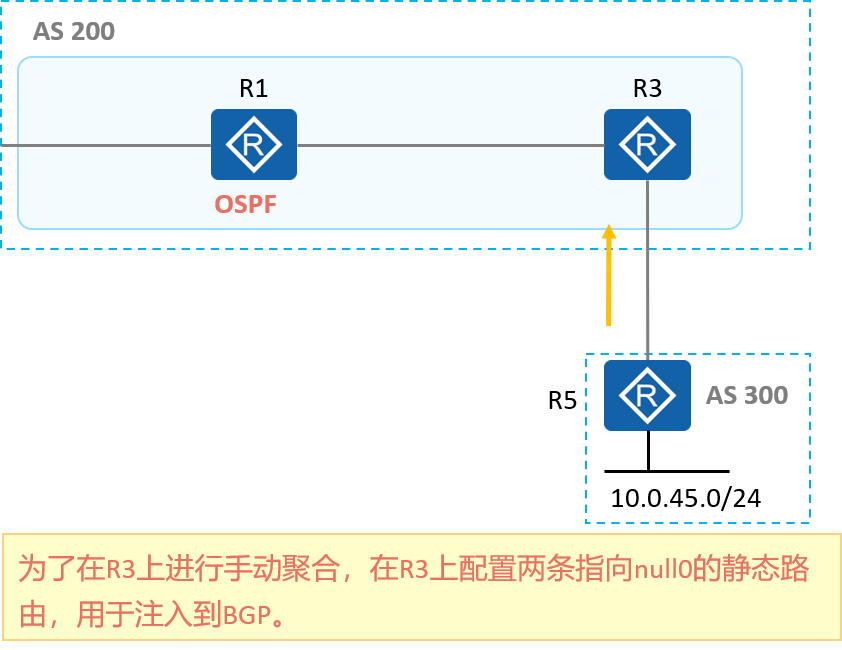 AS 200
R1
R3
R
R
OSPF
R5
R
AS 300
10.0.45.0/24
为了在R3上进行手动聚合，在R3上配置两条指向null0的静态路
由，用于注入到BGP。